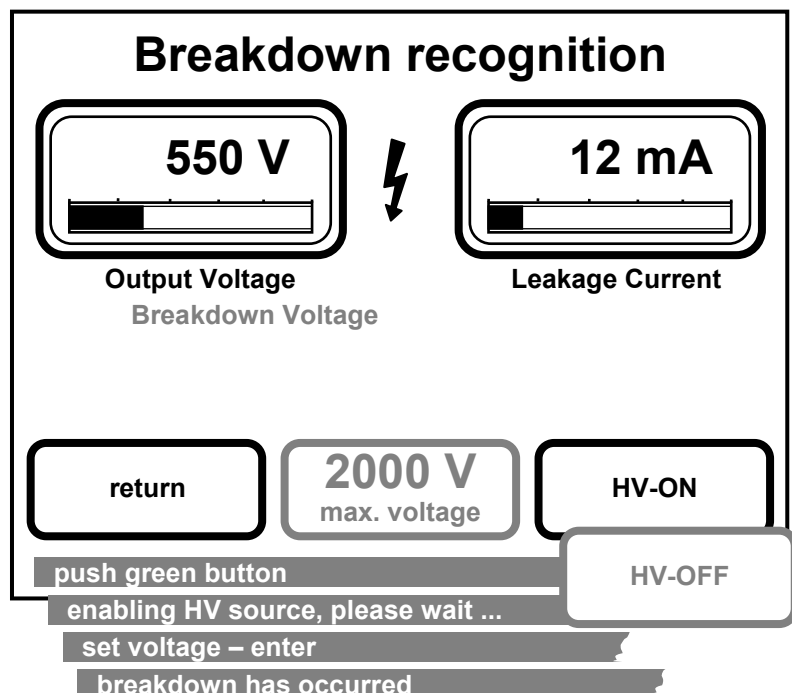 Breakdown recognition
550 V
12 mA
Output Voltage
Leakage Current
Breakdown Voltage
return
2000 V
max. voltage
HV-ON
HV-OFF
push green button
enabling HV source, please wait ...
set voltage – enter
breakdown has occurred